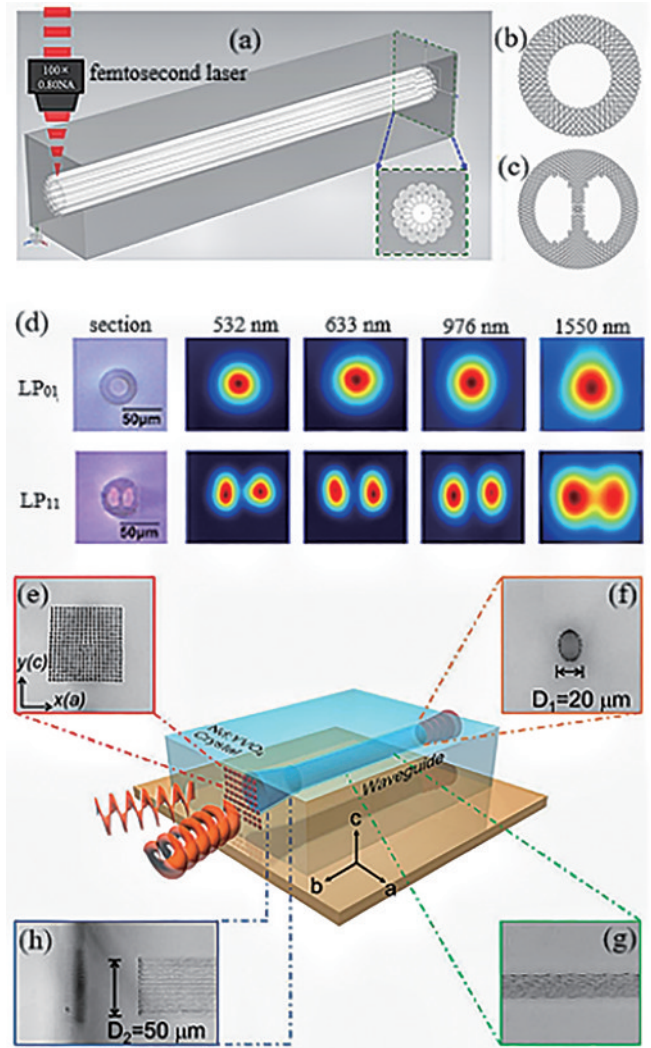 (a)
(b)
100×
0.80NA
femtosecond laser
(c)
(d)
section 532 nm 633 nm 976 nm 1550 nm
LP01
50μm
LP11
50μm
(e)
y(c)
x(a)
(f)
D1=20 μm
Nd:YVO4
Crystal
Waveguide
c
b
a
(h)
D2=50 μm
(g)